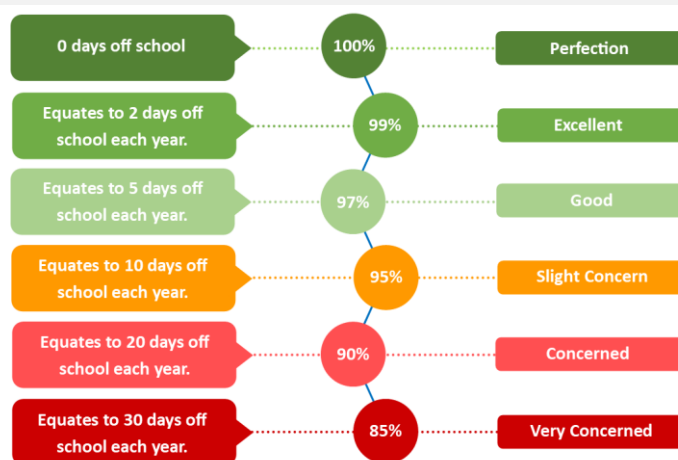 0 days off school
100%
Perfection
Equates to 2 days off
school each year.
99%
Excellent
Equates to 5 days off
school each year.
97%
Good
Equates to 10 days off
school each year.
95%
Slight Concern
Equates to 20 days off
school each year.
90%
Concerned
Equates to 30 days off
school each year.
85%
Very Concerned